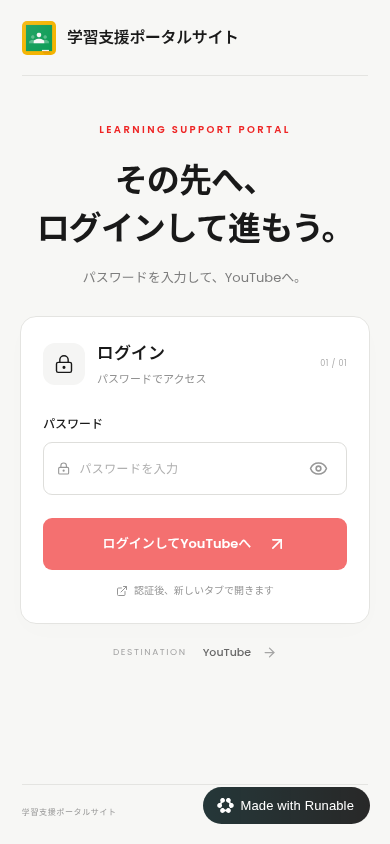 学習支援ポータルサイト
LEARNING SUPPORT PORTAL
その先へ、
ログインして進もう。
パスワードを入力して、YouTubeへ。
ログイン
パスワードでアクセス
01 / 01
パスワード
パスワードを入力
ログインしてYouTubeへ
認証後、新しいタブで開きます
DESTINATION YouTube
学習支援ポータルサイト
Made with Runable